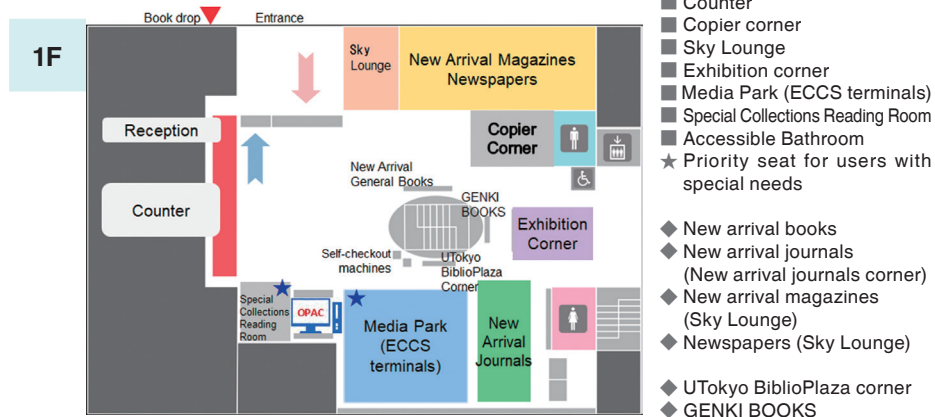 Book drop
Entrance
1F
Sky
Lounge
New Arrival Magazines
Newspapers
Reception
Copier
Corner
New Arrival
General Books
GENKI
BOOKS
Counter
Exhibition
Corner
Self-checkout
machines
UTokyo
BiblioPlaza
Corner
Special
Collections
Reading
Room
OPAC
Media Park
(ECCS
terminals)
New
Arrival
Journals
■ Counter
■ Copier corner
■ Sky Lounge
■ Exhibition corner
■ Media Park (ECCS terminals)
■ Special Collections Reading Room
■ Accessible Bathroom
★ Priority seat for users with
special needs
◆ New arrival books
◆ New arrival journals
(New arrival journals corner)
◆ New arrival magazines
(Sky Lounge)
◆ Newspapers (Sky Lounge)
◆ UTokyo BiblioPlaza corner
◆ GENKI BOOKS